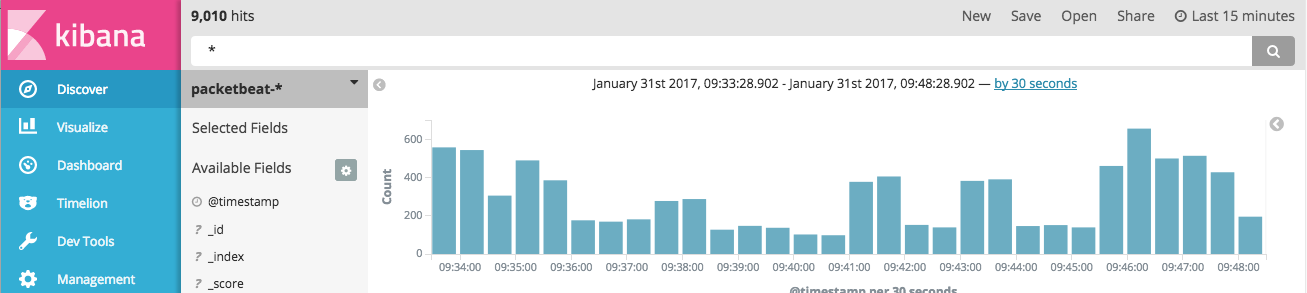 kibana
9,010 hits
New Save Open Share Last 15 minutes
*
Discover
Visualize
Dashboard
Timelion
Dev Tools
Management
packetbeat-*
Selected Fields
Available Fields
@timestamp
? _id
? _index
? _score
January 31st 2017, 09:33:28.902 - January 31st 2017, 09:48:28.902 — by 30 seconds
Count
600
400
200
0
09:34:00 09:35:00 09:36:00 09:37:00 09:38:00 09:39:00 09:40:00 09:41:00 09:42:00 09:43:00 09:44:00 09:45:00 09:46:00 09:47:00 09:48:00
@timestamp per 30 seconds